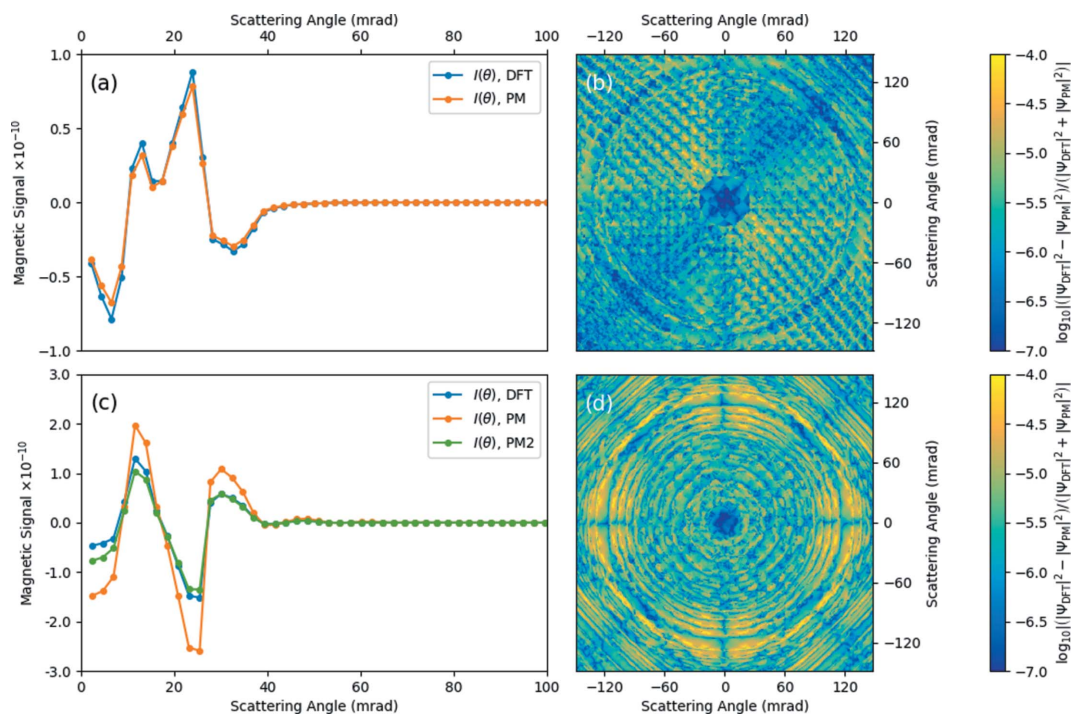 Scattering Angle (mrad)
0 20 40 60 80 100
Magnetic Signal ×10⁻¹⁰
1.0
0.5
0.0
−0.5
−1.0
(a)
I(θ), DFT
I(θ), PM
Scattering Angle (mrad)
−120 −60 0 60 120
(b)
120
60
0
−60
−120
Scattering Angle (mrad)
−4.0
−4.5
−5.0
−5.5
−6.0
−6.5
−7.0
log₁₀|(|Ψ_DFT|² − |Ψ_PM|²)/(|Ψ_DFT|² + |Ψ_PM|²)|
Magnetic Signal ×10⁻¹⁰
3.0
2.0
1.0
0.0
−1.0
−2.0
−3.0
(c)
I(θ), DFT
I(θ), PM
I(θ), PM2
0 20 40 60 80 100
Scattering Angle (mrad)
(d)
120
60
0
−60
−120
Scattering Angle (mrad)
−120 −60 0 60 120
Scattering Angle (mrad)
−4.0
−4.5
−5.0
−5.5
−6.0
−6.5
−7.0
log₁₀|(|Ψ_DFT|² − |Ψ_PM|²)/(|Ψ_DFT|² + |Ψ_PM|²)|